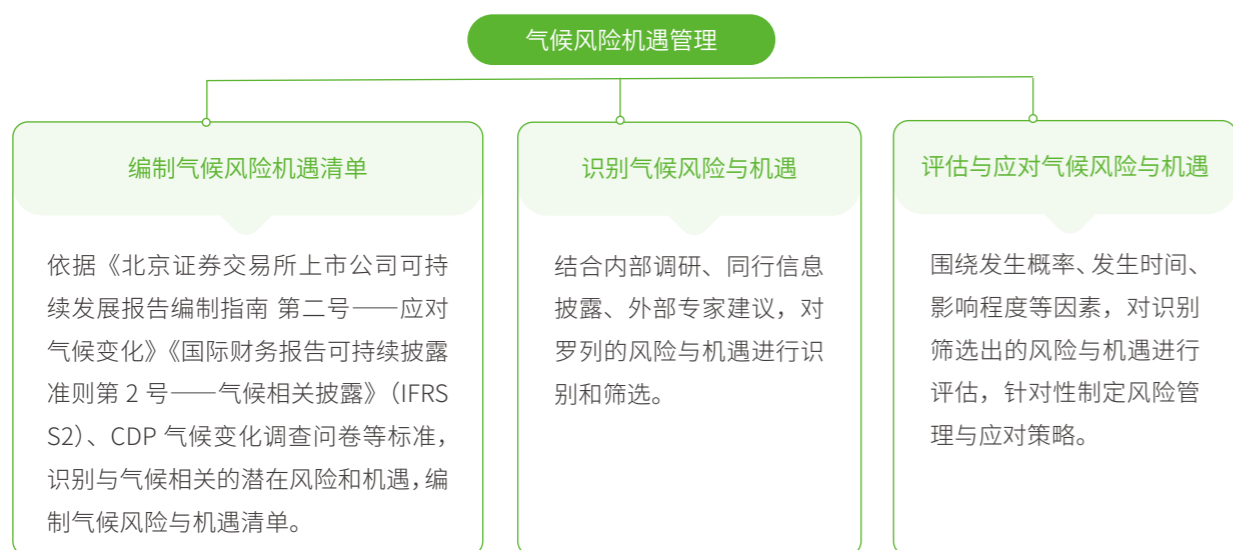 气候风险机遇管理
编制气候风险机遇清单
依据《北京证券交易所上市公司可持
续发展报告编制指南 第二号——应对
气候变化》《国际财务报告可持续披露
准则第 2 号——气候相关披露》（IFRS
S2）、CDP 气候变化调查问卷等标准，
识别与气候相关的潜在风险和机遇，编
制气候风险与机遇清单。
识别气候风险与机遇
结合内部调研、同行信息
披露、外部专家建议，对
罗列的风险与机遇进行识
别和筛选。
评估与应对气候风险与机遇
围绕发生概率、发生时间、
影响程度等因素，对识别
筛选出的风险与机遇进行
评估，针对性制定风险管
理与应对策略。